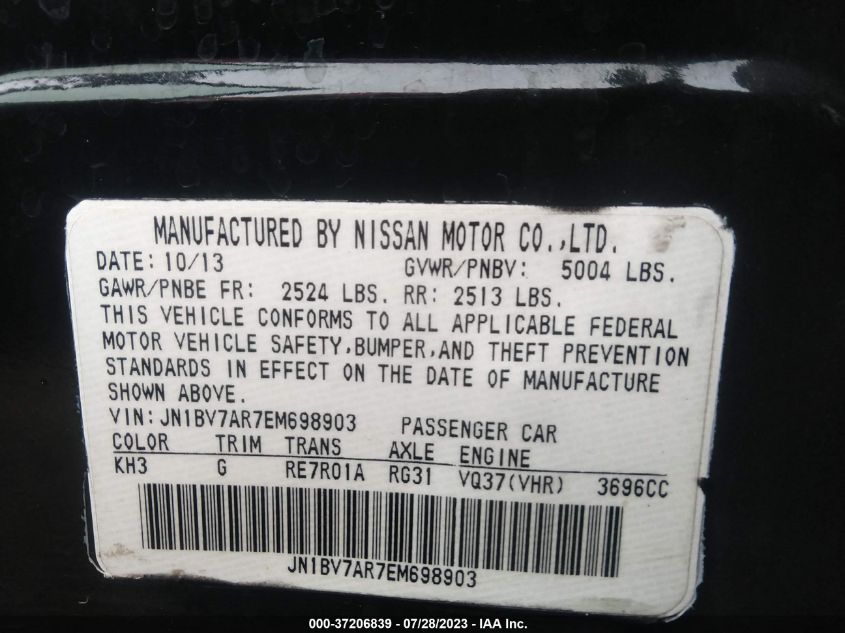 MANUFACTURED BY NISSAN MOTOR CO.,LTD.
DATE: 10/13 GVWR/PNBV: 5004 LBS.
GAWR/PNBE FR: 2524 LBS. RR: 2513 LBS.
THIS VEHICLE CONFORMS TO ALL APPLICABLE FEDERAL
MOTOR VEHICLE SAFETY,BUMPER,AND THEFT PREVENTION
STANDARDS IN EFFECT ON THE DATE OF MANUFACTURE
SHOWN ABOVE.
VIN:JN1BV7AR7EM698903 PASSENGER CAR
COLOR TRIM TRANS AXLE ENGINE
KH3 G RE7R01A RG31 VQ37(VHR) 3696CC
JN1BV7AR7EM698903
000-37206839 / 07/28/2023 - IAA Inc.